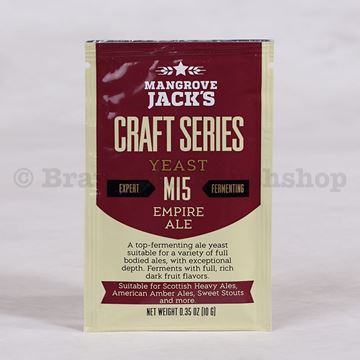 MANGROVE
JACK'S
CRAFT SERIES
YEAST
EXPERT M15 FERMENTING
EMPIRE
ALE
A top-fermenting ale yeast
suitable for a variety of full
bodied ales, with exceptional
depth. Ferments with full, rich
dark fruit flavors.
Suitable for Scottish Heavy Ales,
American Amber Ales, Sweet Stouts
and more.
NET WEIGHT 0.35 OZ (10 G)